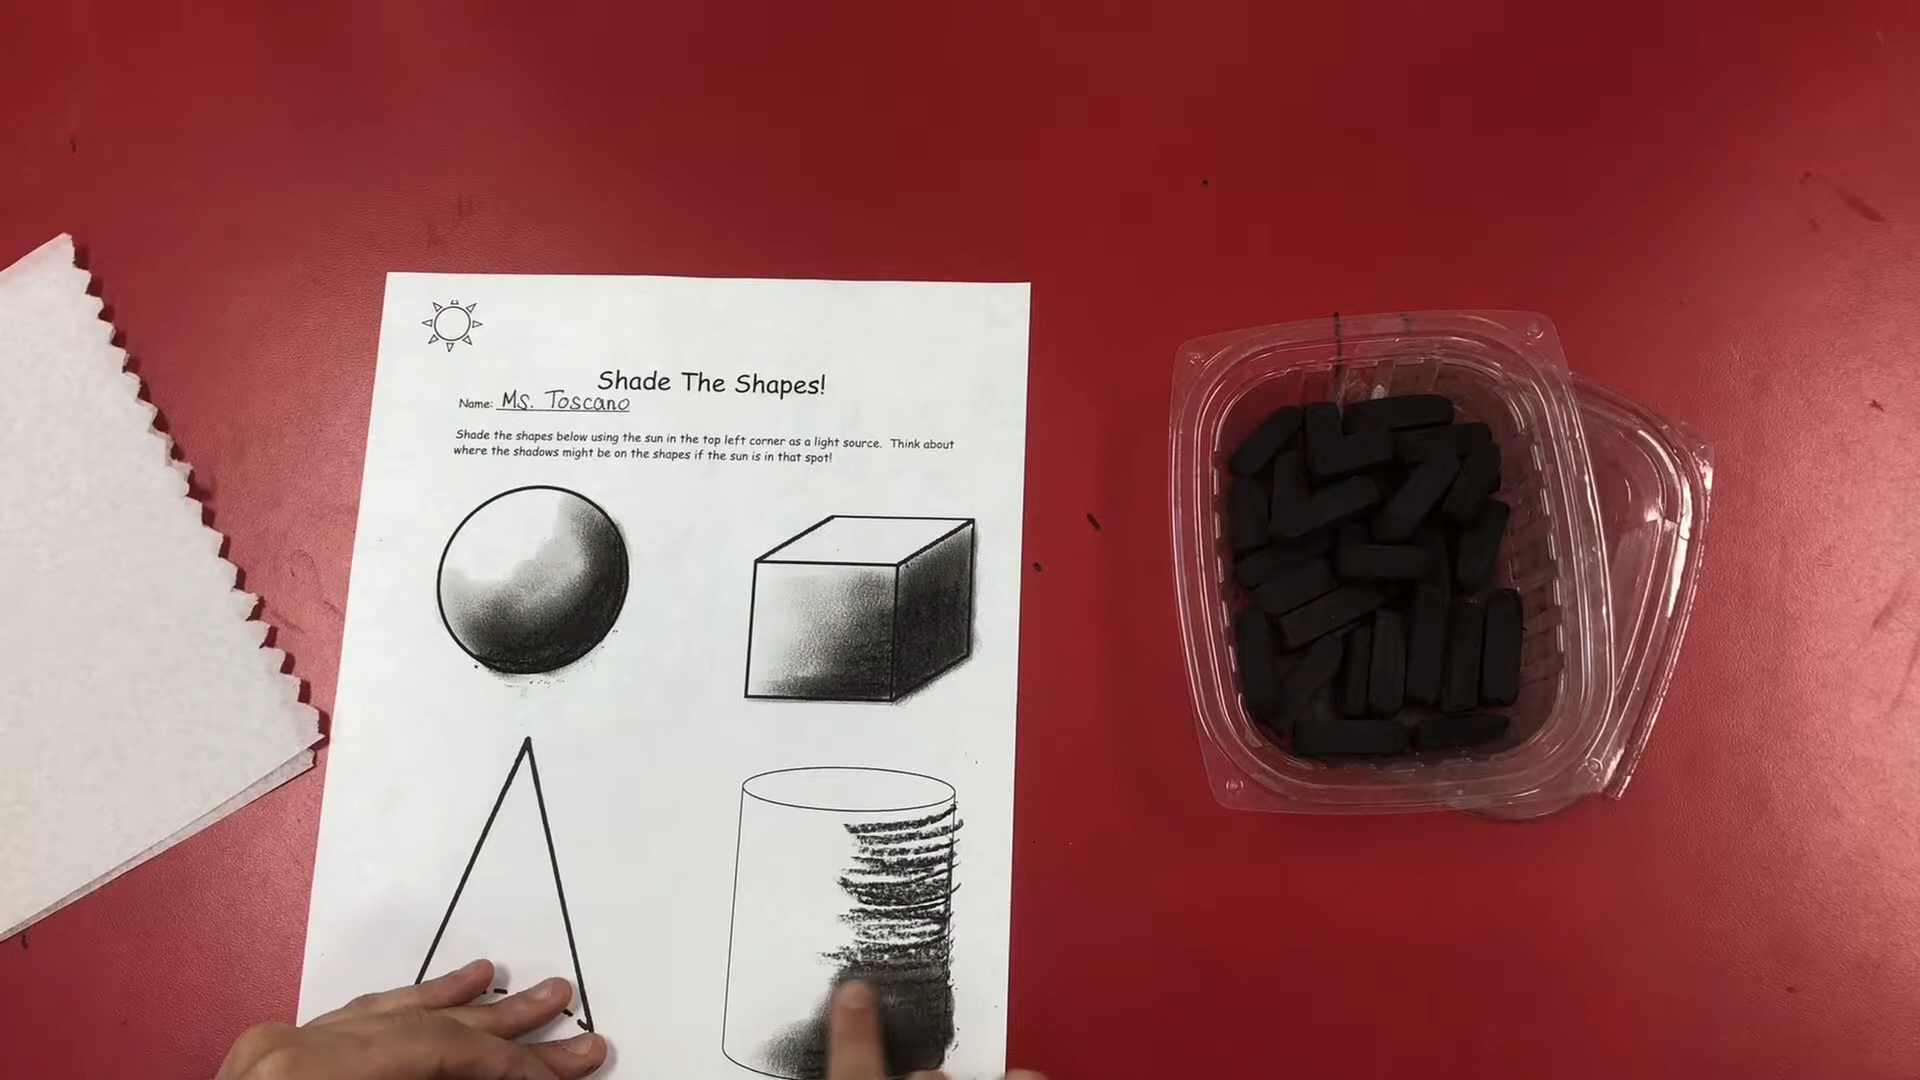 Shade The Shapes!
Name: Ms. Toscano
Shade the shapes below using the sun in the top left corner as a light source. Think about
where the shadows might be on the shapes if the sun is in that spot!